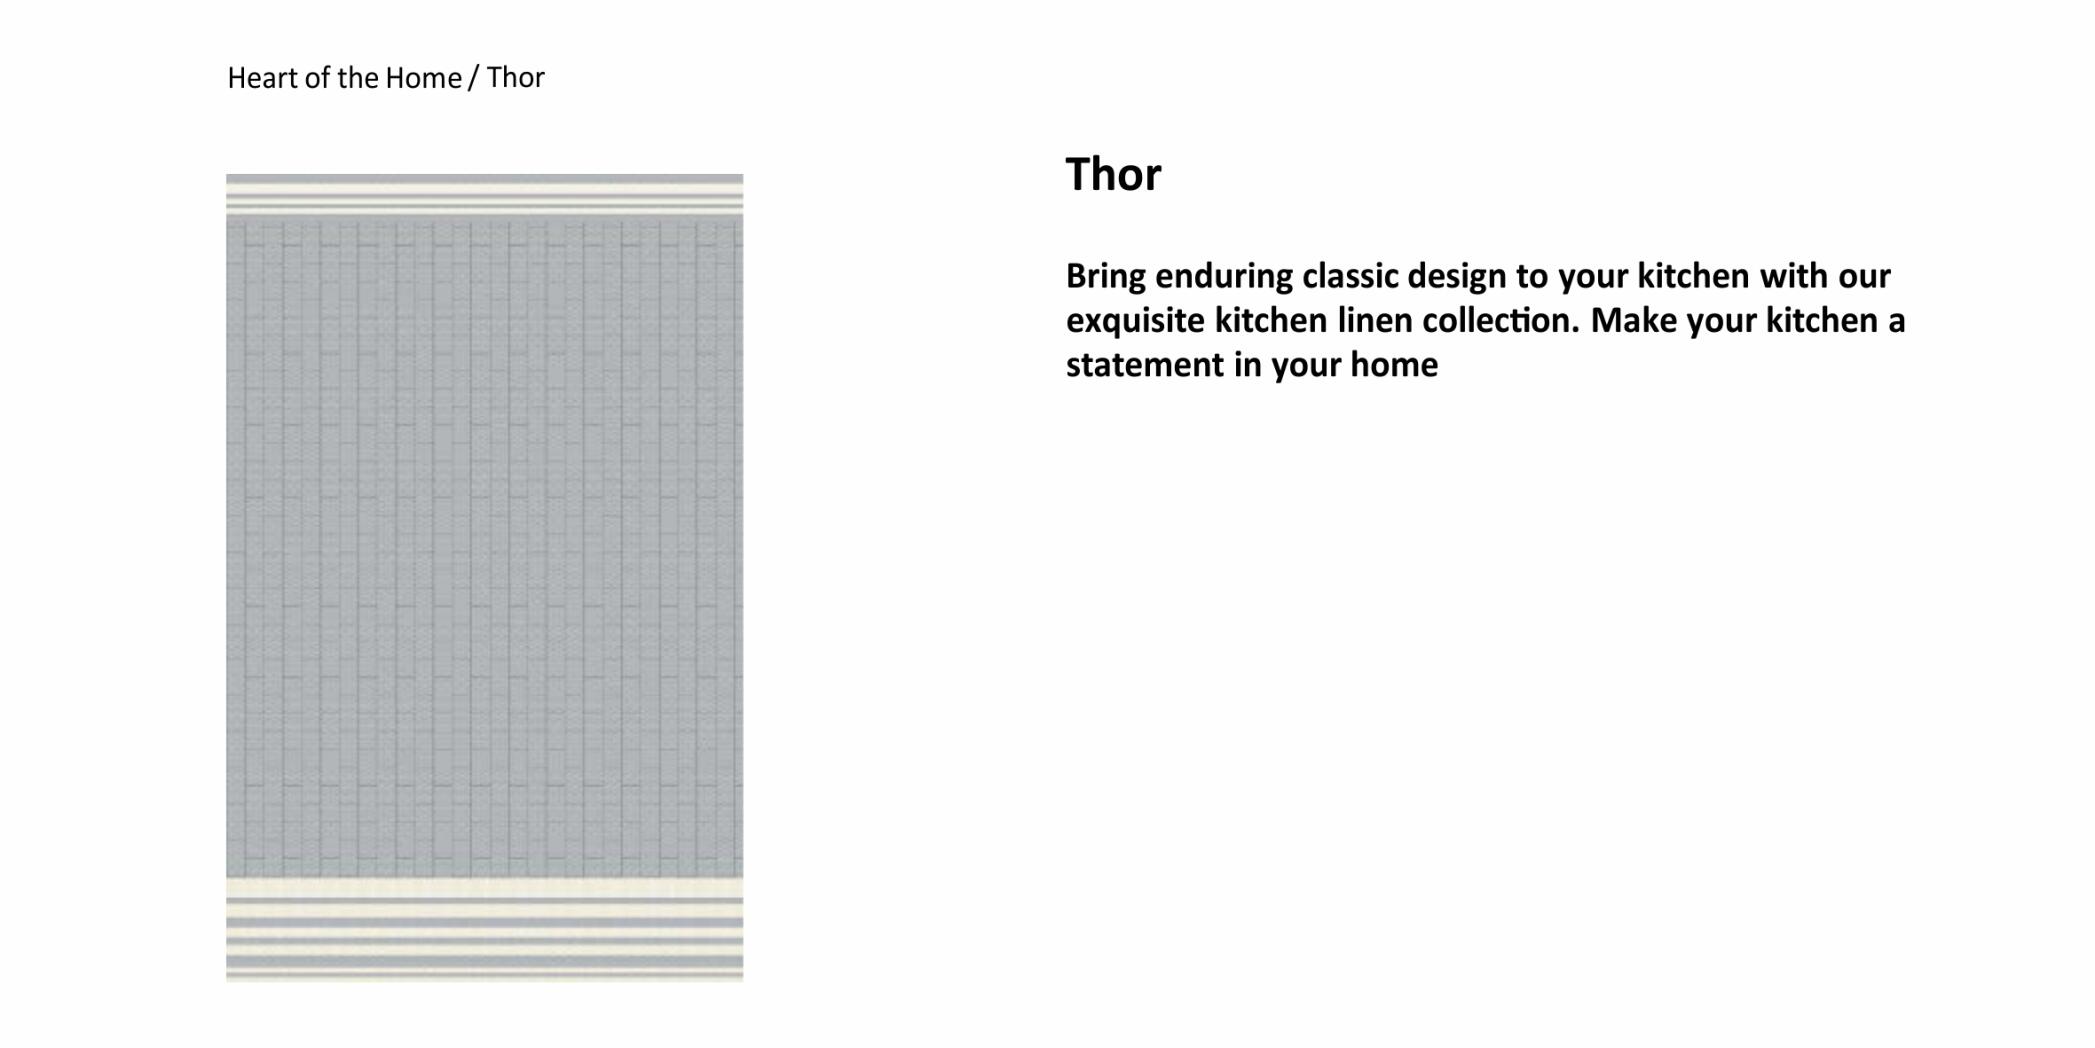 Heart of the Home / Thor
Thor
Bring enduring classic design to your kitchen with our
exquisite kitchen linen collection. Make your kitchen a
statement in your home